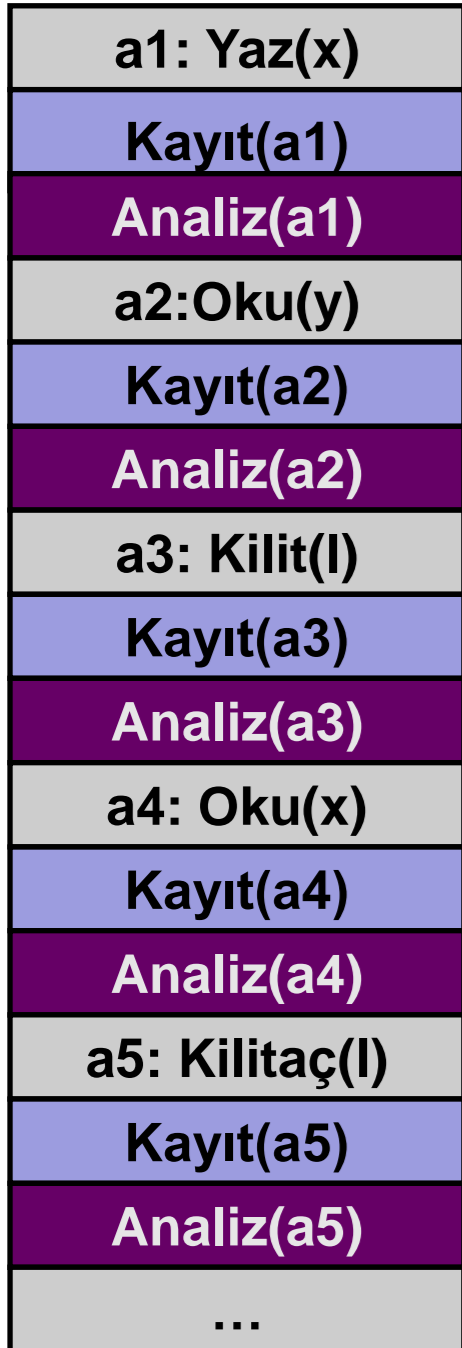 a1: Yaz(x)
Kayıt(a1)
Analiz(a1)
a2:Oku(y)
Kayıt(a2)
Analiz(a2)
a3: Kilit(l)
Kayıt(a3)
Analiz(a3)
a4: Oku(x)
Kayıt(a4)
Analiz(a4)
a5: Kilitaç(l)
Kayıt(a5)
Analiz(a5)
…